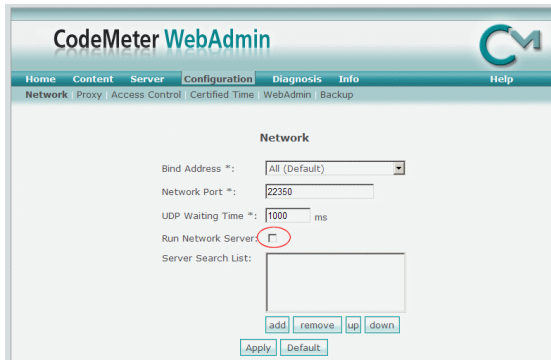 CodeMeter WebAdmin
CM
Home Content Server Configuration Diagnosis Info Help
Network | Proxy | Access Control | Certified Time | WebAdmin | Backup
Network
Bind Address *: All (Default)
Network Port *: 22350
UDP Waiting Time *: 1000 ms
Run Network Server:
Server Search List:
add remove up down
Apply Default